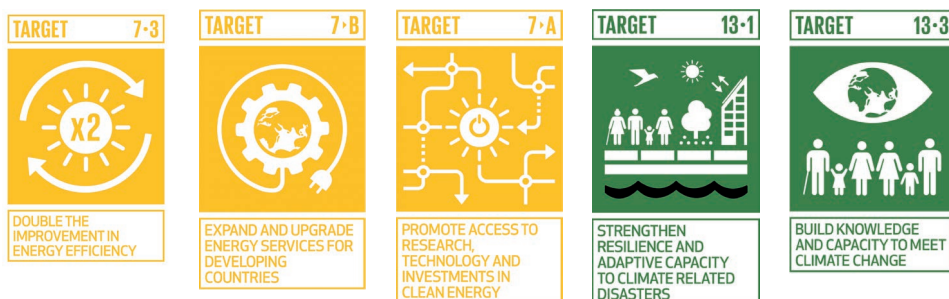 TARGET 7·3
x2
DOUBLE THE
IMPROVEMENT IN
ENERGY EFFICIENCY
TARGET 7·B
EXPAND AND UPGRADE
ENERGY SERVICES FOR
DEVELOPING
COUNTRIES
TARGET 7·A
PROMOTE ACCESS TO
RESEARCH,
TECHNOLOGY AND
INVESTMENTS IN
CLEAN ENERGY
TARGET 13·1
STRENGTHEN
RESILIENCE AND
ADAPTIVE CAPACITY
TO CLIMATE RELATED
DISASTERS
TARGET 13·3
BUILD KNOWLEDGE
AND CAPACITY TO MEET
CLIMATE CHANGE